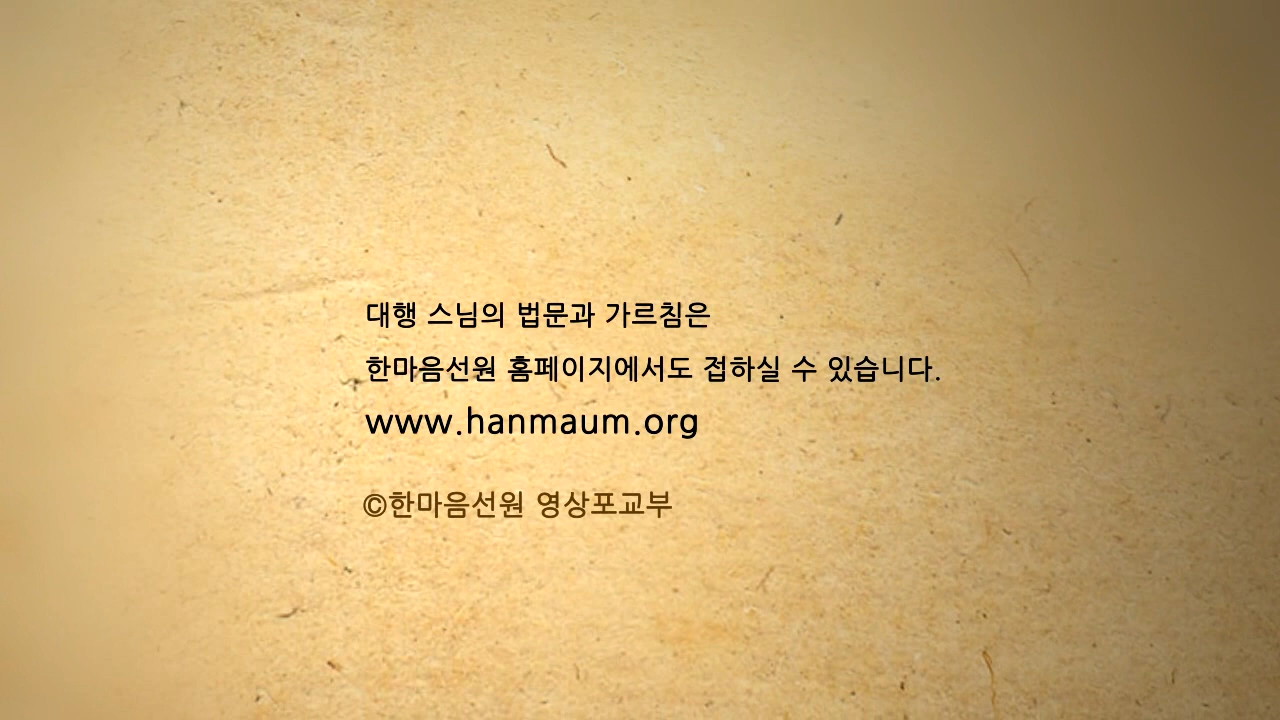 대행 스님의 법문과 가르침은
한마음선원 홈페이지에서도 접하실 수 있습니다.
www.hanmaum.org
©한마음선원 영상포교부